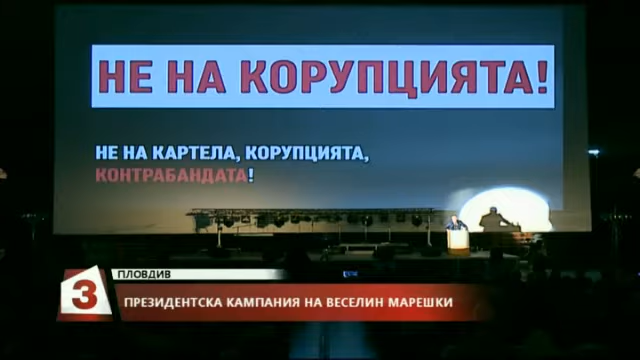 НЕ НА КОРУПЦИЯТА!
НЕ НА КАРТЕЛА, КОРУПЦИЯТА,
КОНТРАБАНДАТА!
3
ПЛОВДИВ
ПРЕЗИДЕНТСКА КАМПАНИЯ НА ВЕСЕЛИН МАРЕШКИ